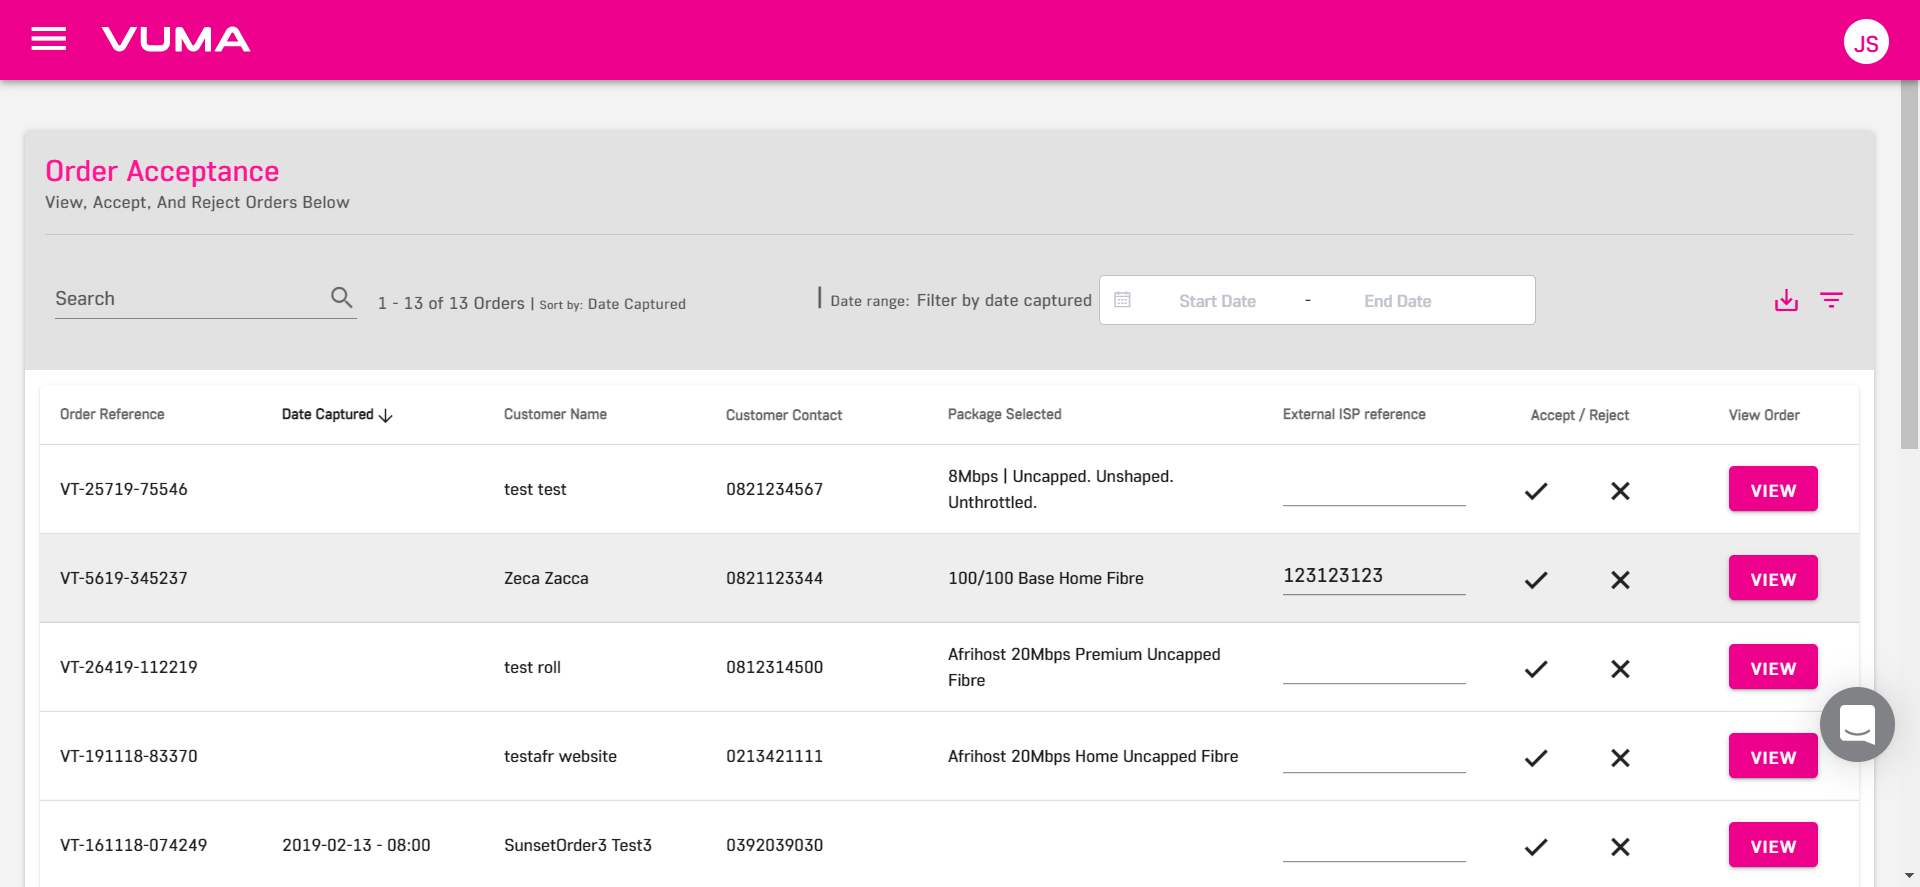 VUMA
JS
Order Acceptance
View, Accept, And Reject Orders Below
Search
1 - 13 of 13 Orders | Sort by: Date Captured
| Date range: Filter by date captured
Start Date - End Date
Order Reference Date Captured Customer Name Customer Contact Package Selected External ISP reference Accept / Reject View Order
VT-25719-75546 test test 0821234567 8Mbps | Uncapped. Unshaped.
Unthrottled.
VIEW
VT-5619-345237 Zeca Zacca 0821123344 100/100 Base Home Fibre 123123123 VIEW
VT-26419-112219 test roll 0812314500 Afrihost 20Mbps Premium Uncapped
Fibre
VIEW
VT-191118-83370 testafr website 0213421111 Afrihost 20Mbps Home Uncapped Fibre VIEW
VT-161118-074249 2019-02-13 - 08:00 SunsetOrder3 Test3 0392039030 VIEW